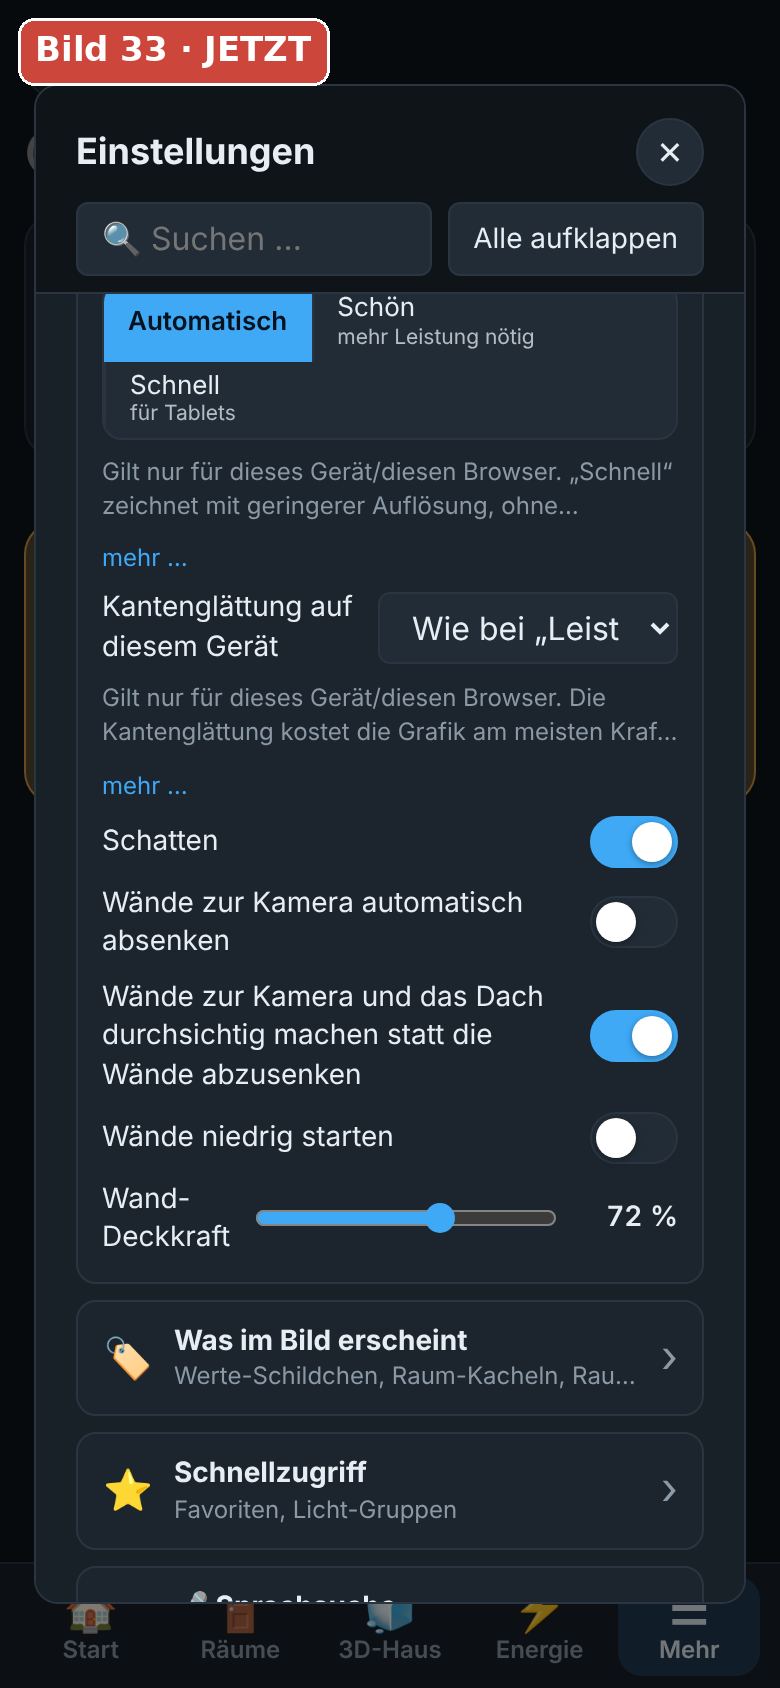 Bild 33 · JETZT
Einstellungen
Suchen ...
Alle aufklappen
Automatisch
Schön
mehr Leistung nötig
Schnell
für Tablets
Gilt nur für dieses Gerät/diesen Browser. „Schnell“
zeichnet mit geringerer Auflösung, ohne...
mehr ...
Kantenglättung auf
diesem Gerät
Wie bei „Leist
Gilt nur für dieses Gerät/diesen Browser. Die
Kantenglättung kostet die Grafik am meisten Kraf...
mehr ...
Schatten
Wände zur Kamera automatisch
absenken
Wände zur Kamera und das Dach
durchsichtig machen statt die
Wände abzusenken
Wände niedrig starten
Wand-
Deckkraft
72 %
Was im Bild erscheint
Werte-Schildchen, Raum-Kacheln, Rau...
Schnellzugriff
Favoriten, Licht-Gruppen
Start
Räume
3D-Haus
Energie
Mehr